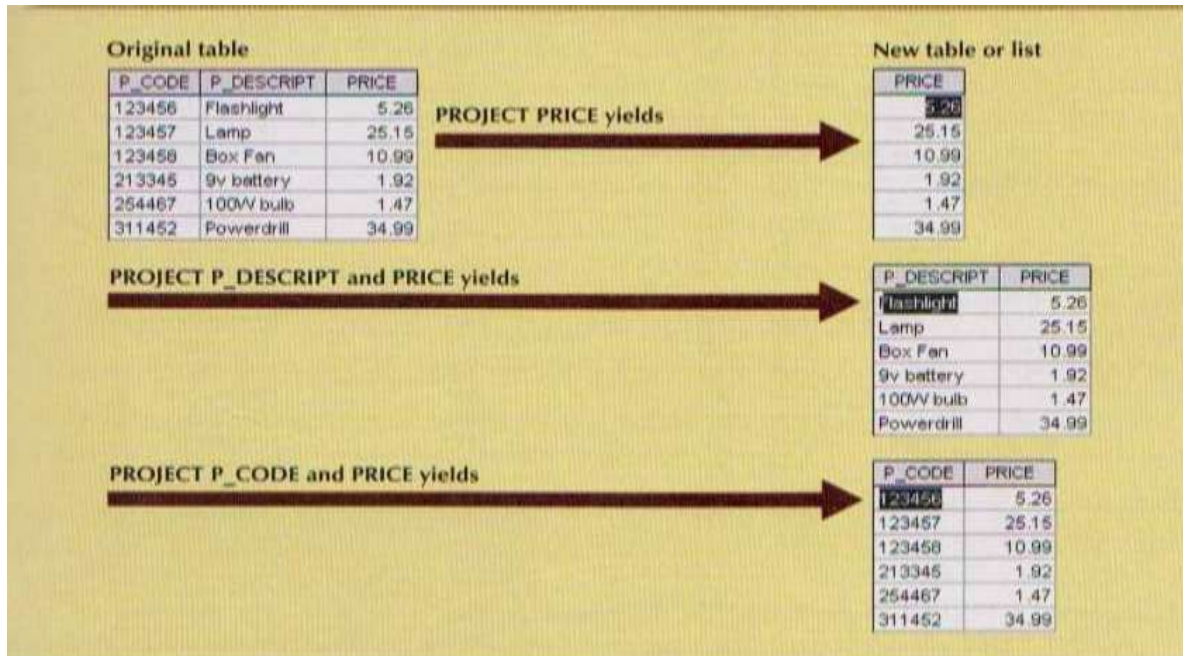 Original table
P_CODE P_DESCRIPT PRICE
123456 Flashlight 5.26
123457 Lamp 25.15
123458 Box Fan 10.99
213345 9v battery 1.92
254467 100W bulb 1.47
311452 Powerdrill 34.99
PROJECT PRICE yields
New table or list
PRICE
5.26
25.15
10.99
1.92
1.47
34.99
PROJECT P_DESCRIPT and PRICE yields
P_DESCRIPT PRICE
Flashlight 5.26
Lamp 25.15
Box Fan 10.99
9v battery 1.92
100W bulb 1.47
Powerdrill 34.99
PROJECT P_CODE and PRICE yields
P_CODE PRICE
123456 5.26
123457 25.15
123458 10.99
213345 1.92
254467 1.47
311452 34.99